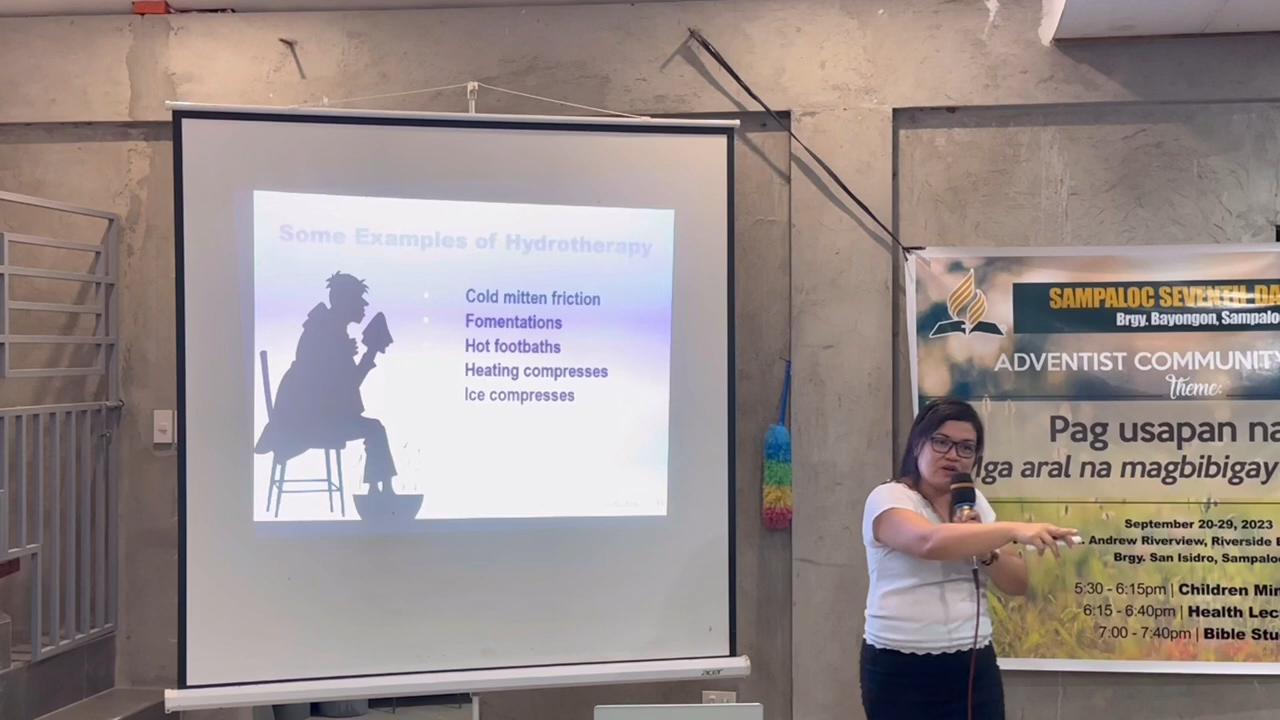 Some Examples of Hydrotherapy
Cold mitten friction
Fomentations
Hot footbaths
Heating compresses
Ice compresses
acer
SAMPALOC SEVENTH-DA
Brgy. Bayongon, Sampalo
ADVENTIST COMMUNITY
Theme:
Pag usapan na
ga aral na magbibigay
September 20-29, 2023
. Andrew Riverview, Riverside
Brgy. San Isidro, Sampalo
5:30 - 6:15pm | Children Min
6:15 - 6:40pm | Health Lec
7:00 - 7:40pm | Bible Stu